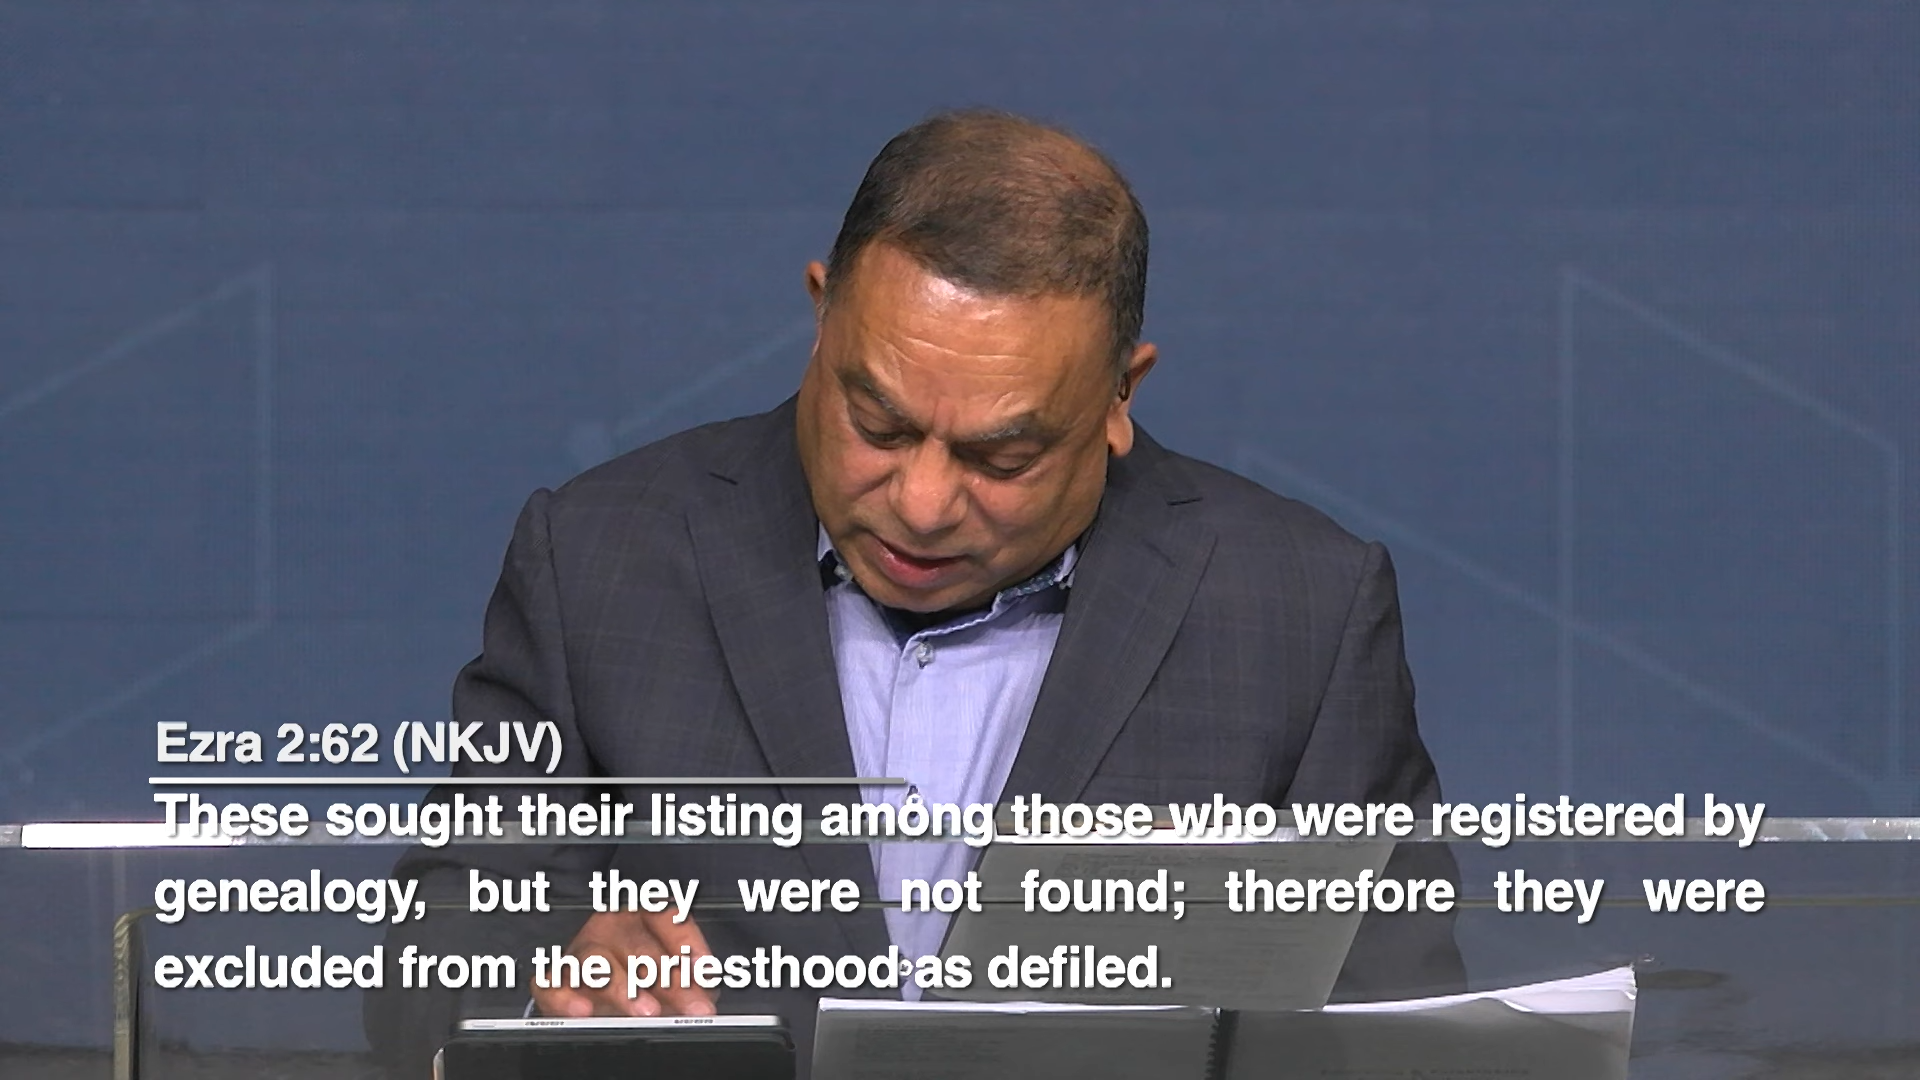 Ezra 2:62 (NKJV)
These sought their listing among those who were registered by
genealogy, but they were not found; therefore they were
excluded from the priesthood as defiled.